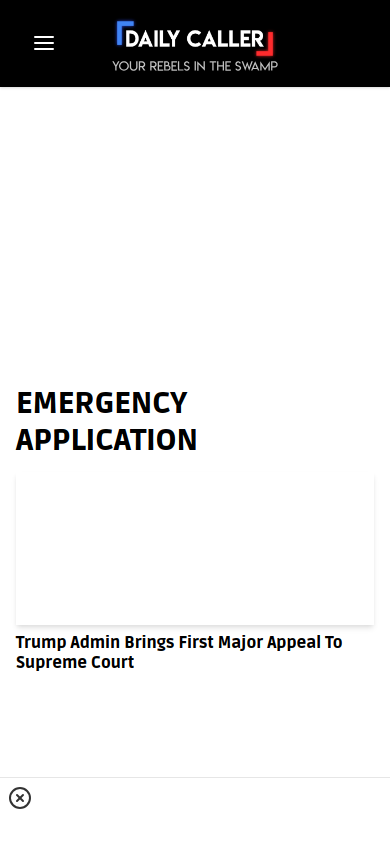 DAILY CALLER
YOUR REBELS IN THE SWAMP
EMERGENCY
APPLICATION
Trump Admin Brings First Major Appeal To
Supreme Court